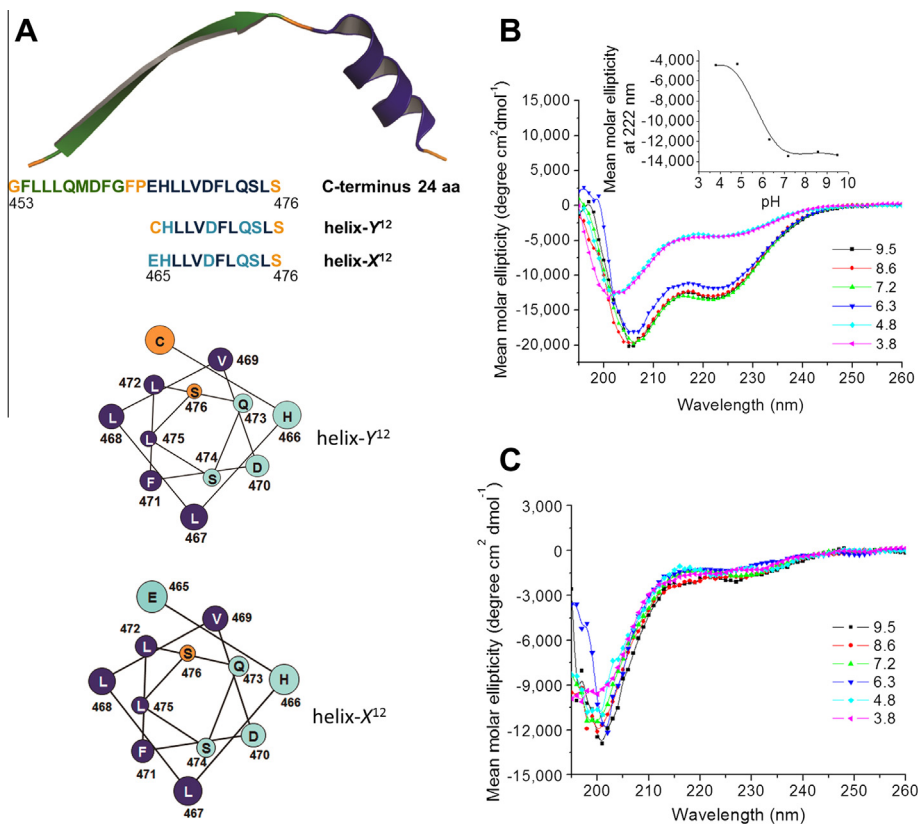 A
GFLLLQMDFGFPEHLLVDFLQSLS C-terminus 24 aa
453 476
CHLLVDFLQSLS helix-Y12
EHLLVDFLQSLS helix-X12
465 476
C
V 469
472 L
S
476
Q
473
H
466
L
468
L 475
474
S
D
470
F
471
L
467
helix-Y12
E 465
V 469
472 L
S
476
Q
473
H
466
L
468
L 475
S
474
D
470
F
471
L
467
helix-X12
B
Mean molar ellipticity (degree cm2dmol-1)
15,000
10,000
5,000
0
-5,000
-10,000
-15,000
-20,000
200 210 220 230 240 250 260
Wavelength (nm)
Mean molar ellipticity
at 222 nm
-4,000
-6,000
-8,000
-10,000
-12,000
-14,000
3 4 5 6 7 8 9 10
pH
9.5
8.6
7.2
6.3
4.8
3.8
C
Mean molar ellipticity (degree cm2 dmol-1)
3,000
0
-3,000
-6,000
-9,000
-12,000
-15,000
200 210 220 230 240 250 260
Wavelength (nm)
9.5
8.6
7.2
6.3
4.8
3.8